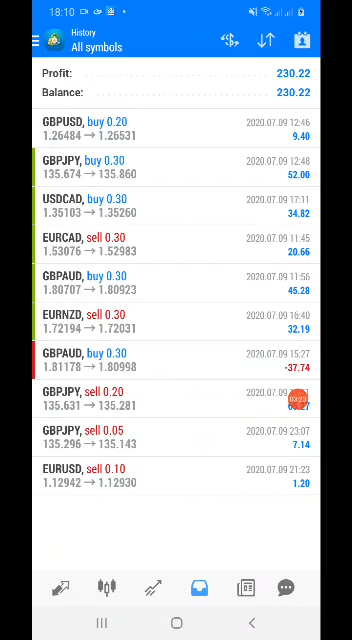 18:10
History
All symbols
Profit: 230.22
Balance: 230.22
GBPUSD, buy 0.20 2020.07.09 12:46
1.26484 → 1.26531 9.40
GBPJPY, buy 0.30 2020.07.09 12:48
135.674 → 135.860 52.00
USDCAD, buy 0.30 2020.07.09 17:11
1.35103 → 1.35260 34.82
EURCAD, sell 0.30 2020.07.09 11:45
1.53076 → 1.52983 20.66
GBPAUD, buy 0.30 2020.07.09 11:56
1.80707 → 1.80923 45.28
EURNZD, sell 0.30 2020.07.09 16:40
1.72194 → 1.72031 32.19
GBPAUD, buy 0.30 2020.07.09 15:27
1.81178 → 1.80998 -37.74
GBPJPY, sell 0.20 2020.07.09
135.631 → 135.281
03:23
GBPJPY, sell 0.05 2020.07.09 23:07
135.296 → 135.143 7.14
EURUSD, sell 0.10 2020.07.09 21:23
1.12942 → 1.12930 1.20